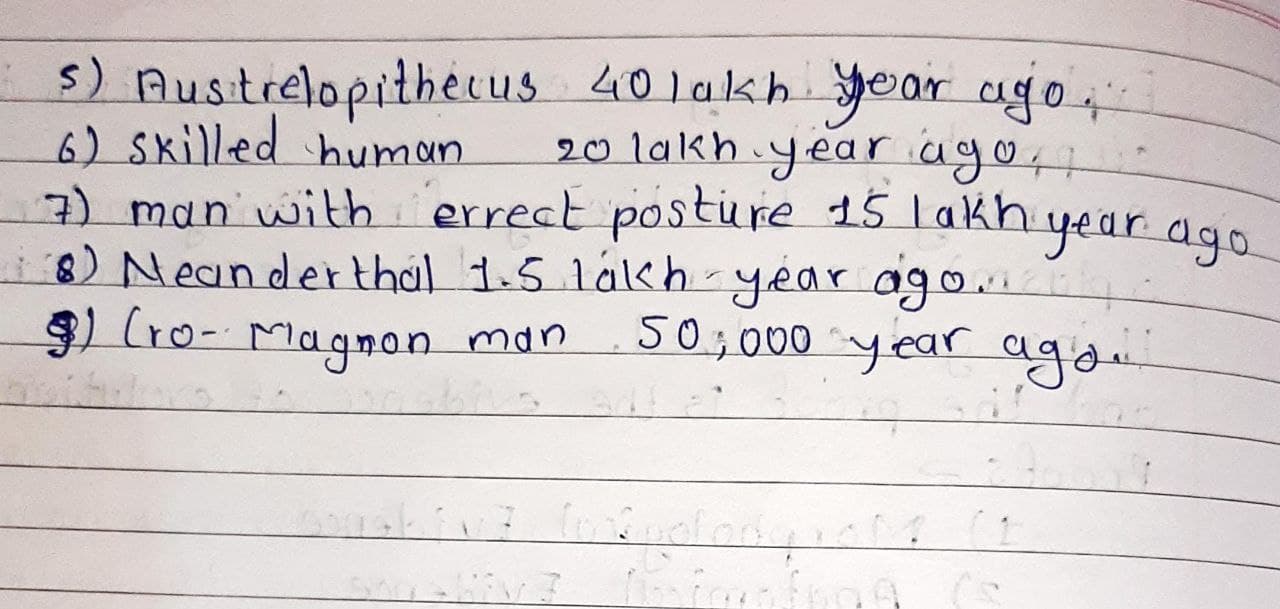 5) Austrelopithecus 40 lakh year ago.
6) skilled human 20 lakh year ago.
7) man with errect posture 15 lakh year ago
8) Neanderthal 1.5 lakh year ago.
9) Cro-Magnon man 50,000 year ago.